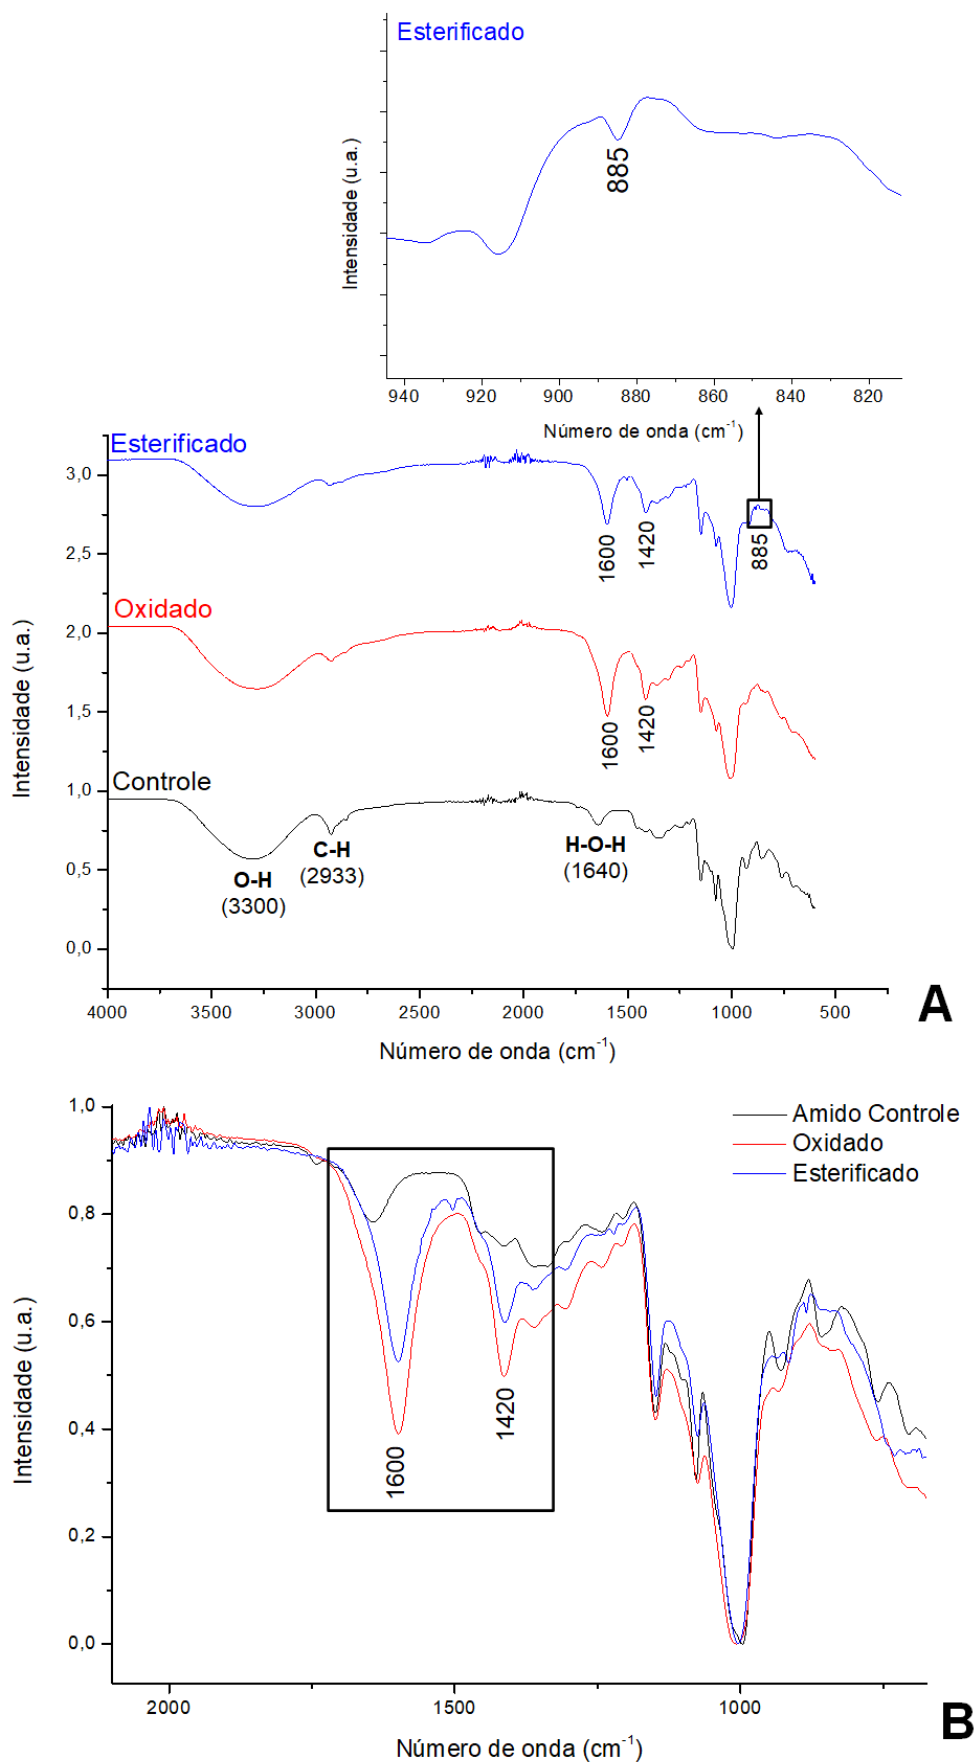 Esterificado
Intensidade (u.a.)
885
940 920 900 880 860 840 820
Número de onda (cm⁻¹)
Esterificado
3,0
1600
1420
885
2,5
Oxidado
2,0
1600
1420
1,5
Intensidade (u.a.)
Controle
1,0
C-H
(2933)
H-O-H
(1640)
O-H
(3300)
0,5
0,0
4000 3500 3000 2500 2000 1500 1000 500
Número de onda (cm⁻¹)
A
1,0
Amido Controle
Oxidado
Esterificado
0,8
0,6
1420
1600
0,4
0,2
0,0
Intensidade (u.a.)
2000 1500 1000
Número de onda (cm⁻¹)
B